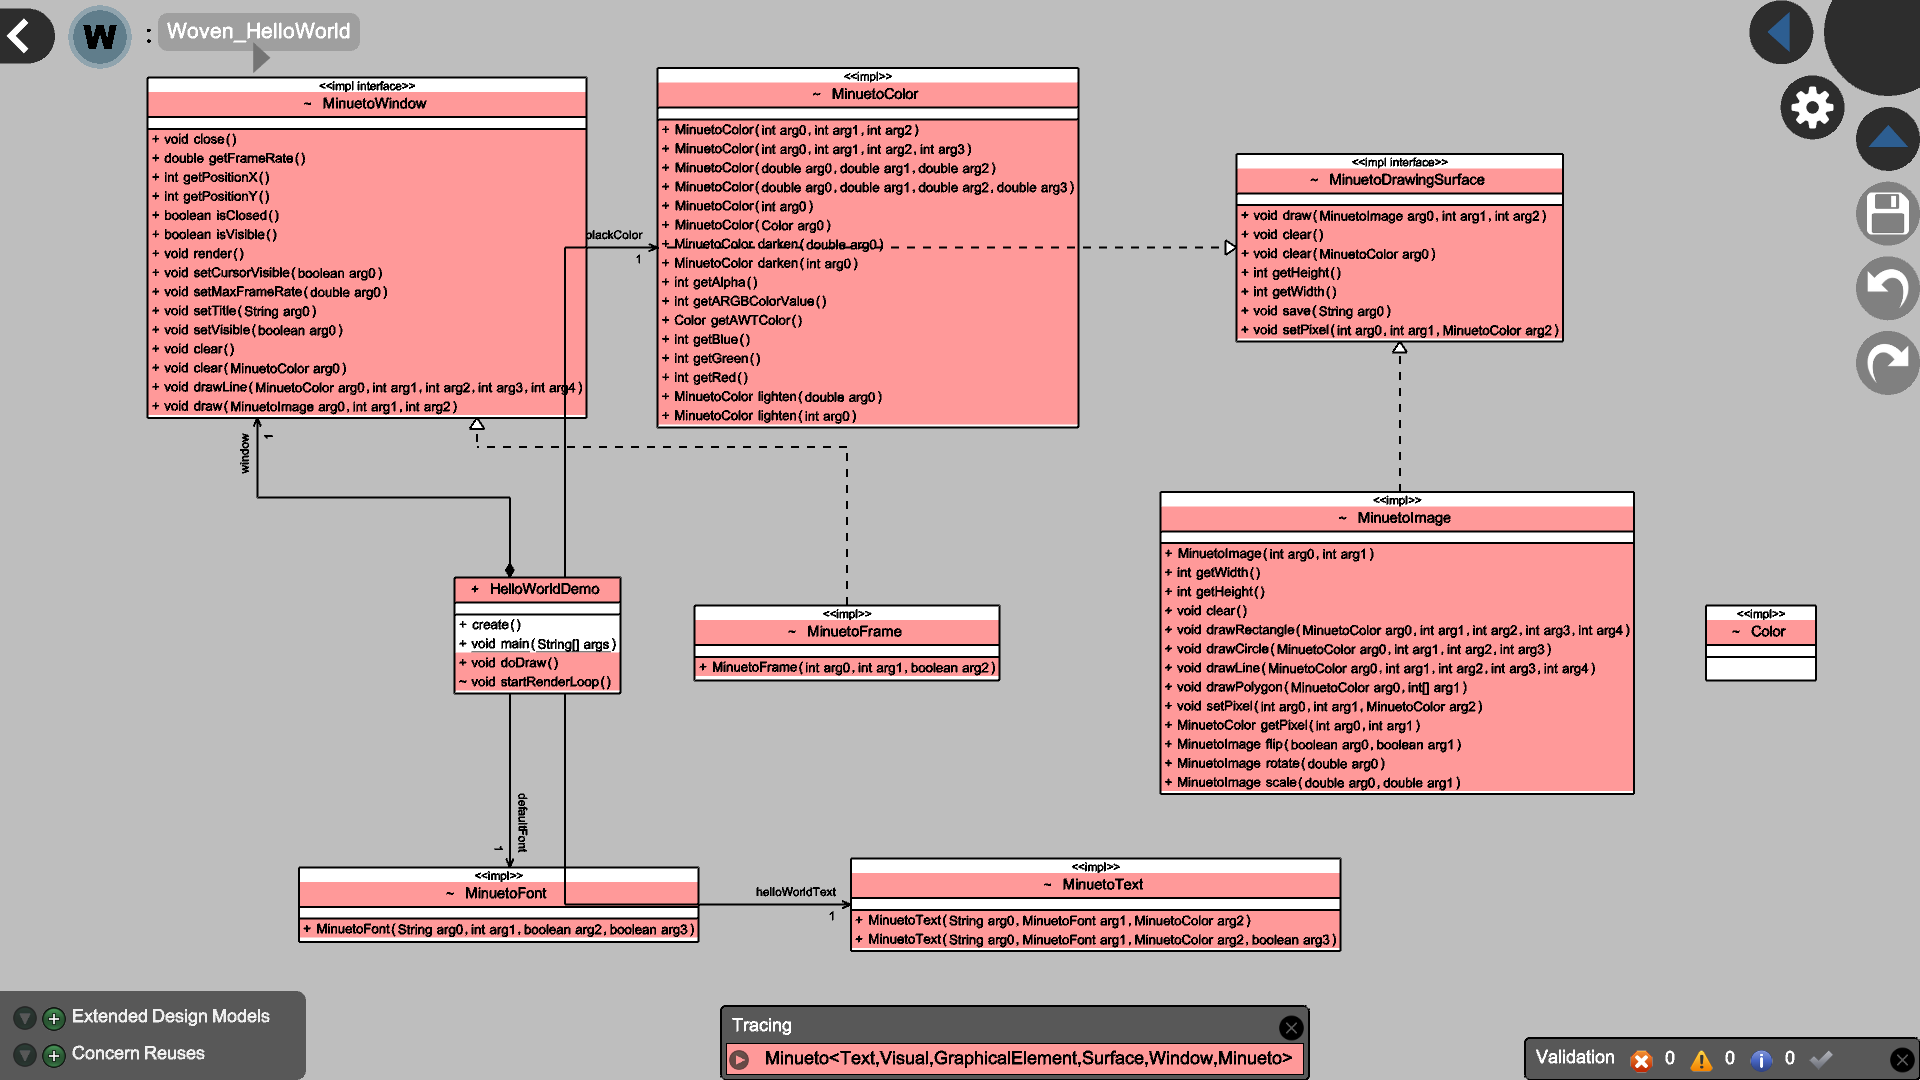 W : Woven_HelloWorld
<<impl interface>>
~ MinuetoWindow
+ void close()
+ double getFrameRate()
+ int getPositionX()
+ int getPositionY()
+ boolean isClosed()
+ boolean isVisible()
+ void render()
+ void setCursorVisible(boolean arg0)
+ void setMaxFrameRate(double arg0)
+ void setTitle(String arg0)
+ void setVisible(boolean arg0)
+ void clear()
+ void clear(MinuetoColor arg0)
+ void drawLine(MinuetoColor arg0, int arg1, int arg2, int arg3, int arg4)
+ void draw(MinuetoImage arg0, int arg1, int arg2)
<<impl>>
~ MinuetoColor
+ MinuetoColor(int arg0, int arg1, int arg2)
+ MinuetoColor(int arg0, int arg1, int arg2, int arg3)
+ MinuetoColor(double arg0, double arg1, double arg2)
+ MinuetoColor(double arg0, double arg1, double arg2, double arg3)
+ MinuetoColor(int arg0)
+ MinuetoColor(Color arg0)
+ MinuetoColor darken(double arg0)
+ MinuetoColor darken(int arg0)
+ int getAlpha()
+ int getARGBColorValue()
+ Color getAWTColor()
+ int getBlue()
+ int getGreen()
+ int getRed()
+ MinuetoColor lighten(double arg0)
+ MinuetoColor lighten(int arg0)
blackColor
1
<<impl interface>>
~ MinuetoDrawingSurface
+ void draw(MinuetoImage arg0, int arg1, int arg2)
+ void clear()
+ void clear(MinuetoColor arg0)
+ int getHeight()
+ int getWidth()
+ void save(String arg0)
+ void setPixel(int arg0, int arg1, MinuetoColor arg2)
window
1
+ HelloWorldDemo
+ create()
+ void main(String[] args)
+ void doDraw()
~ void startRenderLoop()
<<impl>>
~ MinuetoFrame
+ MinuetoFrame(int arg0, int arg1, boolean arg2)
<<impl>>
~ MinuetoImage
+ MinuetoImage(int arg0, int arg1)
+ int getWidth()
+ int getHeight()
+ void clear()
+ void drawRectangle(MinuetoColor arg0, int arg1, int arg2, int arg3, int arg4)
+ void drawCircle(MinuetoColor arg0, int arg1, int arg2, int arg3)
+ void drawLine(MinuetoColor arg0, int arg1, int arg2, int arg3, int arg4)
+ void drawPolygon(MinuetoColor arg0, int[] arg1)
+ void setPixel(int arg0, int arg1, MinuetoColor arg2)
+ MinuetoColor getPixel(int arg0, int arg1)
+ MinuetoImage flip(boolean arg0, boolean arg1)
+ MinuetoImage rotate(double arg0)
+ MinuetoImage scale(double arg0, double arg1)
<<impl>>
~ Color
defaultFont
1
<<impl>>
~ MinuetoFont
+ MinuetoFont(String arg0, int arg1, boolean arg2, boolean arg3)
helloWorldText
1
<<impl>>
~ MinuetoText
+ MinuetoText(String arg0, MinuetoFont arg1, MinuetoColor arg2)
+ MinuetoText(String arg0, MinuetoFont arg1, MinuetoColor arg2, boolean arg3)
Extended Design Models
Concern Reuses
Tracing
Minueto<Text,Visual,GraphicalElement,Surface,Window,Minueto>
Validation 0 0 0